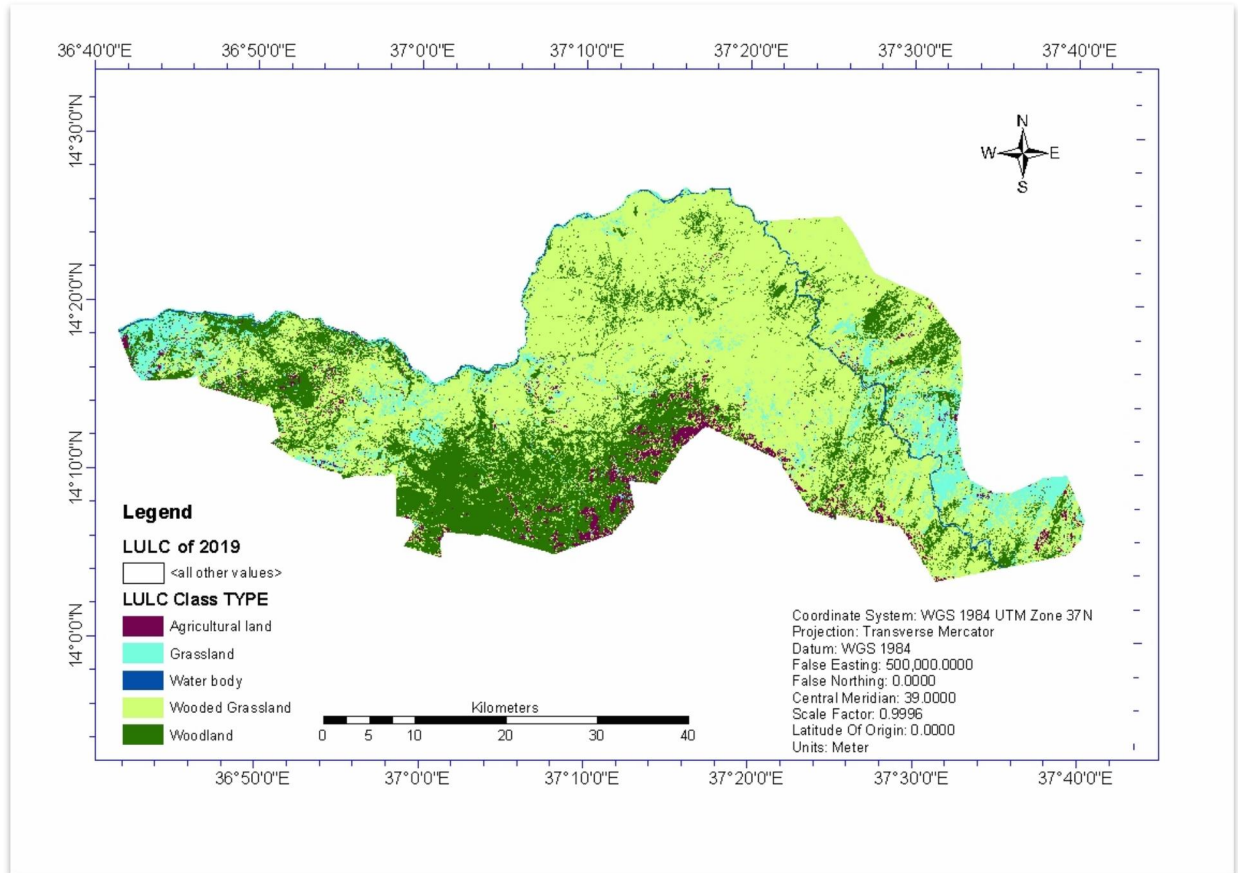 36°40'0"E 36°50'0"E 37°0'0"E 37°10'0"E 37°20'0"E 37°30'0"E 37°40'0"E
14°30'0"N
14°20'0"N
14°10'0"N
14°0'0"N
N
W E
S
Legend
LULC of 2019
<all other values>
LULC Class TYPE
Agricultural land
Grassland
Water body
Wooded Grassland
Woodland
Kilometers
0 5 10 20 30 40
Coordinate System: WGS 1984 UTM Zone 37N
Projection: Transverse Mercator
Datum: WGS 1984
False Easting: 500,000.0000
False Northing: 0.0000
Central Meridian: 39.0000
Scale Factor: 0.9996
Latitude Of Origin: 0.0000
Units: Meter
36°50'0"E 37°0'0"E 37°10'0"E 37°20'0"E 37°30'0"E 37°40'0"E